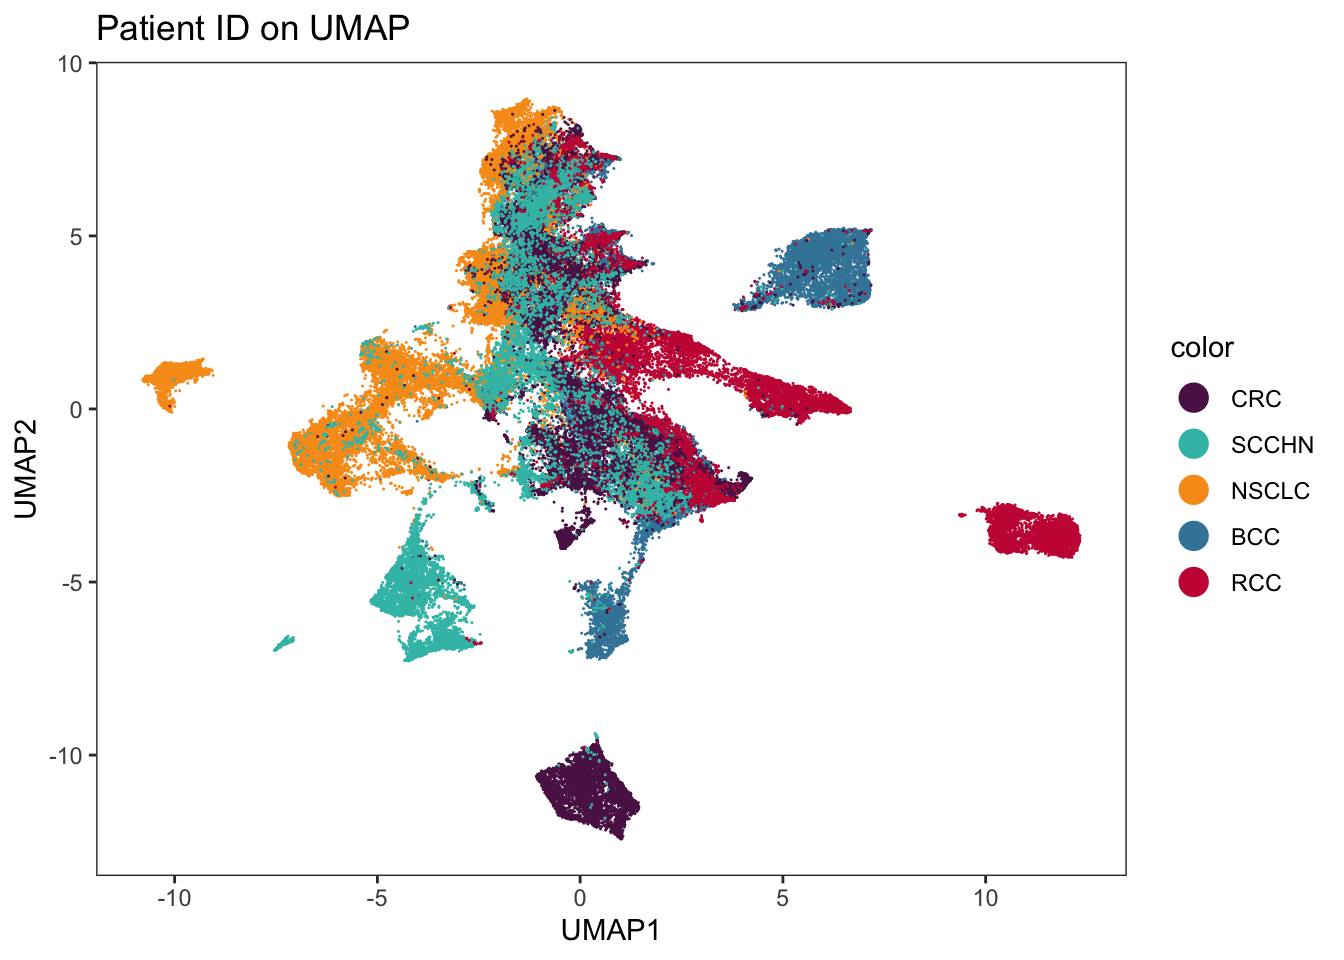 Patient ID on UMAP
10
5
0
-5
-10
UMAP2
-10
-5
0
5
10
UMAP1
color
CRC
SCCHN
NSCLC
BCC
RCC